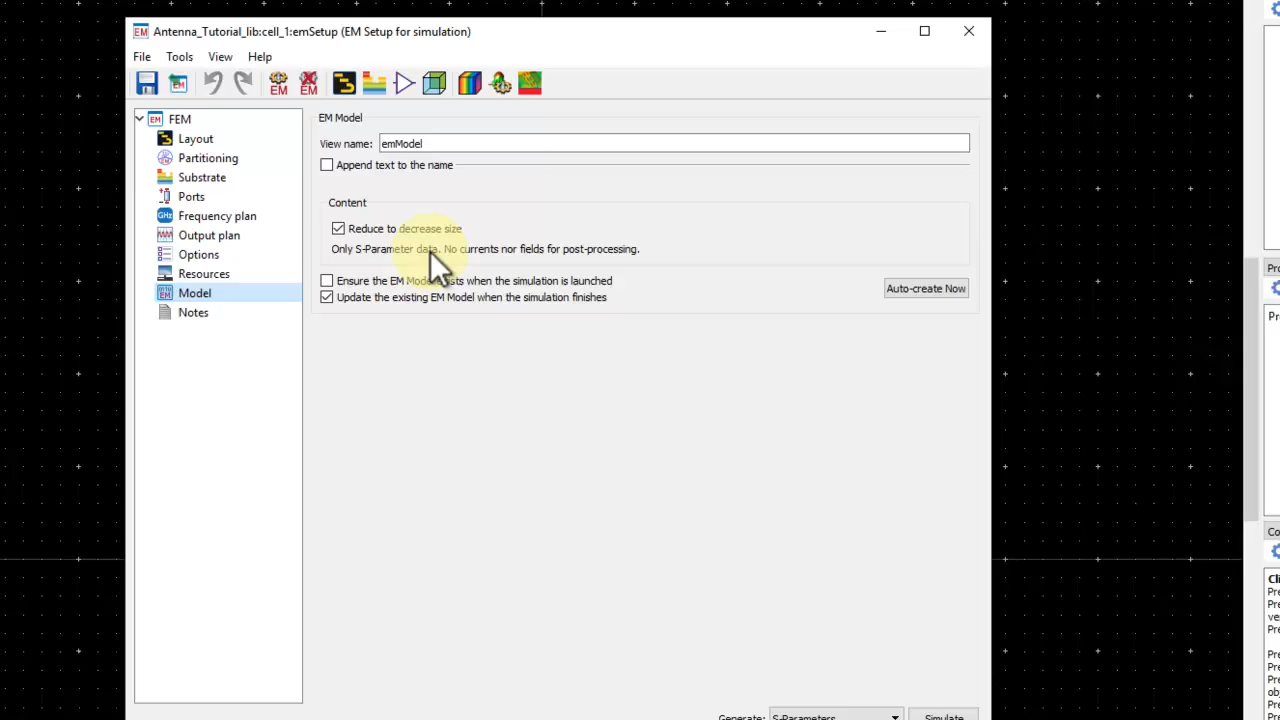 Antenna_Tutorial_lib:cell_1:emSetup (EM Setup for simulation)
File Tools View Help
FEM
Layout
Partitioning
Substrate
Ports
Frequency plan
Output plan
Options
Resources
Model
Notes
EM Model
View name: emModel
Append text to the name
Content
Reduce to decrease size
Only S-Parameter data. No currents nor fields for post-processing.
Ensure the EM Model exists when the simulation is launched
Update the existing EM Model when the simulation finishes
Auto-create Now
Generate: S-Parameters Simulate